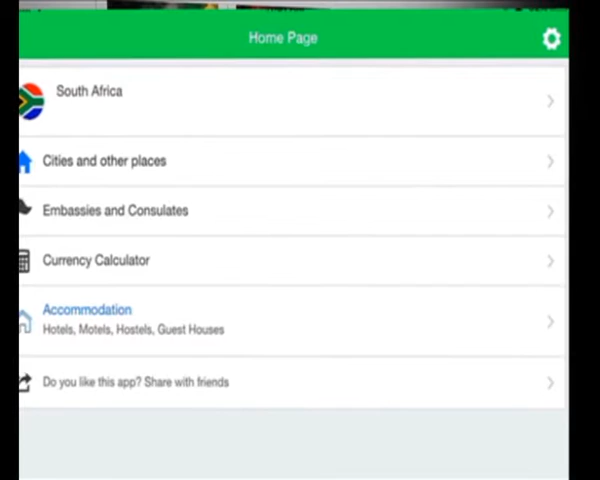 Home Page
South Africa
Cities and other places
Embassies and Consulates
Currency Calculator
Accommodation
Hotels, Motels, Hostels, Guest Houses
Do you like this app? Share with friends